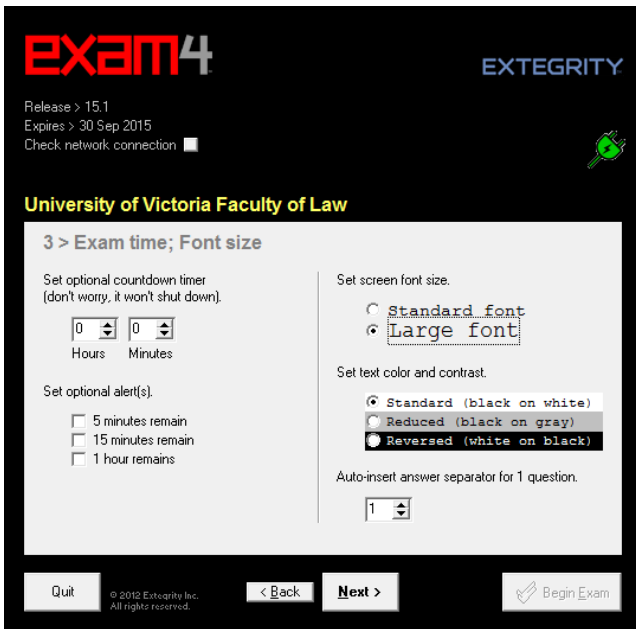 exam4
EXTEGRITY
Release > 15.1
Expires > 30 Sep 2015
Check network connection
University of Victoria Faculty of Law
3 > Exam time; Font size
Set optional countdown timer
(don't worry, it won't shut down).
0 0
Hours Minutes
Set optional alert(s).
5 minutes remain
15 minutes remain
1 hour remains
Set screen font size.
Standard font
Large font
Set text color and contrast.
Standard (black on white)
Reduced (black on gray)
Reversed (white on black)
Auto-insert answer separator for 1 question.
1
Quit
© 2012 Extegrity Inc.
All rights reserved.
< Back
Next >
Begin Exam